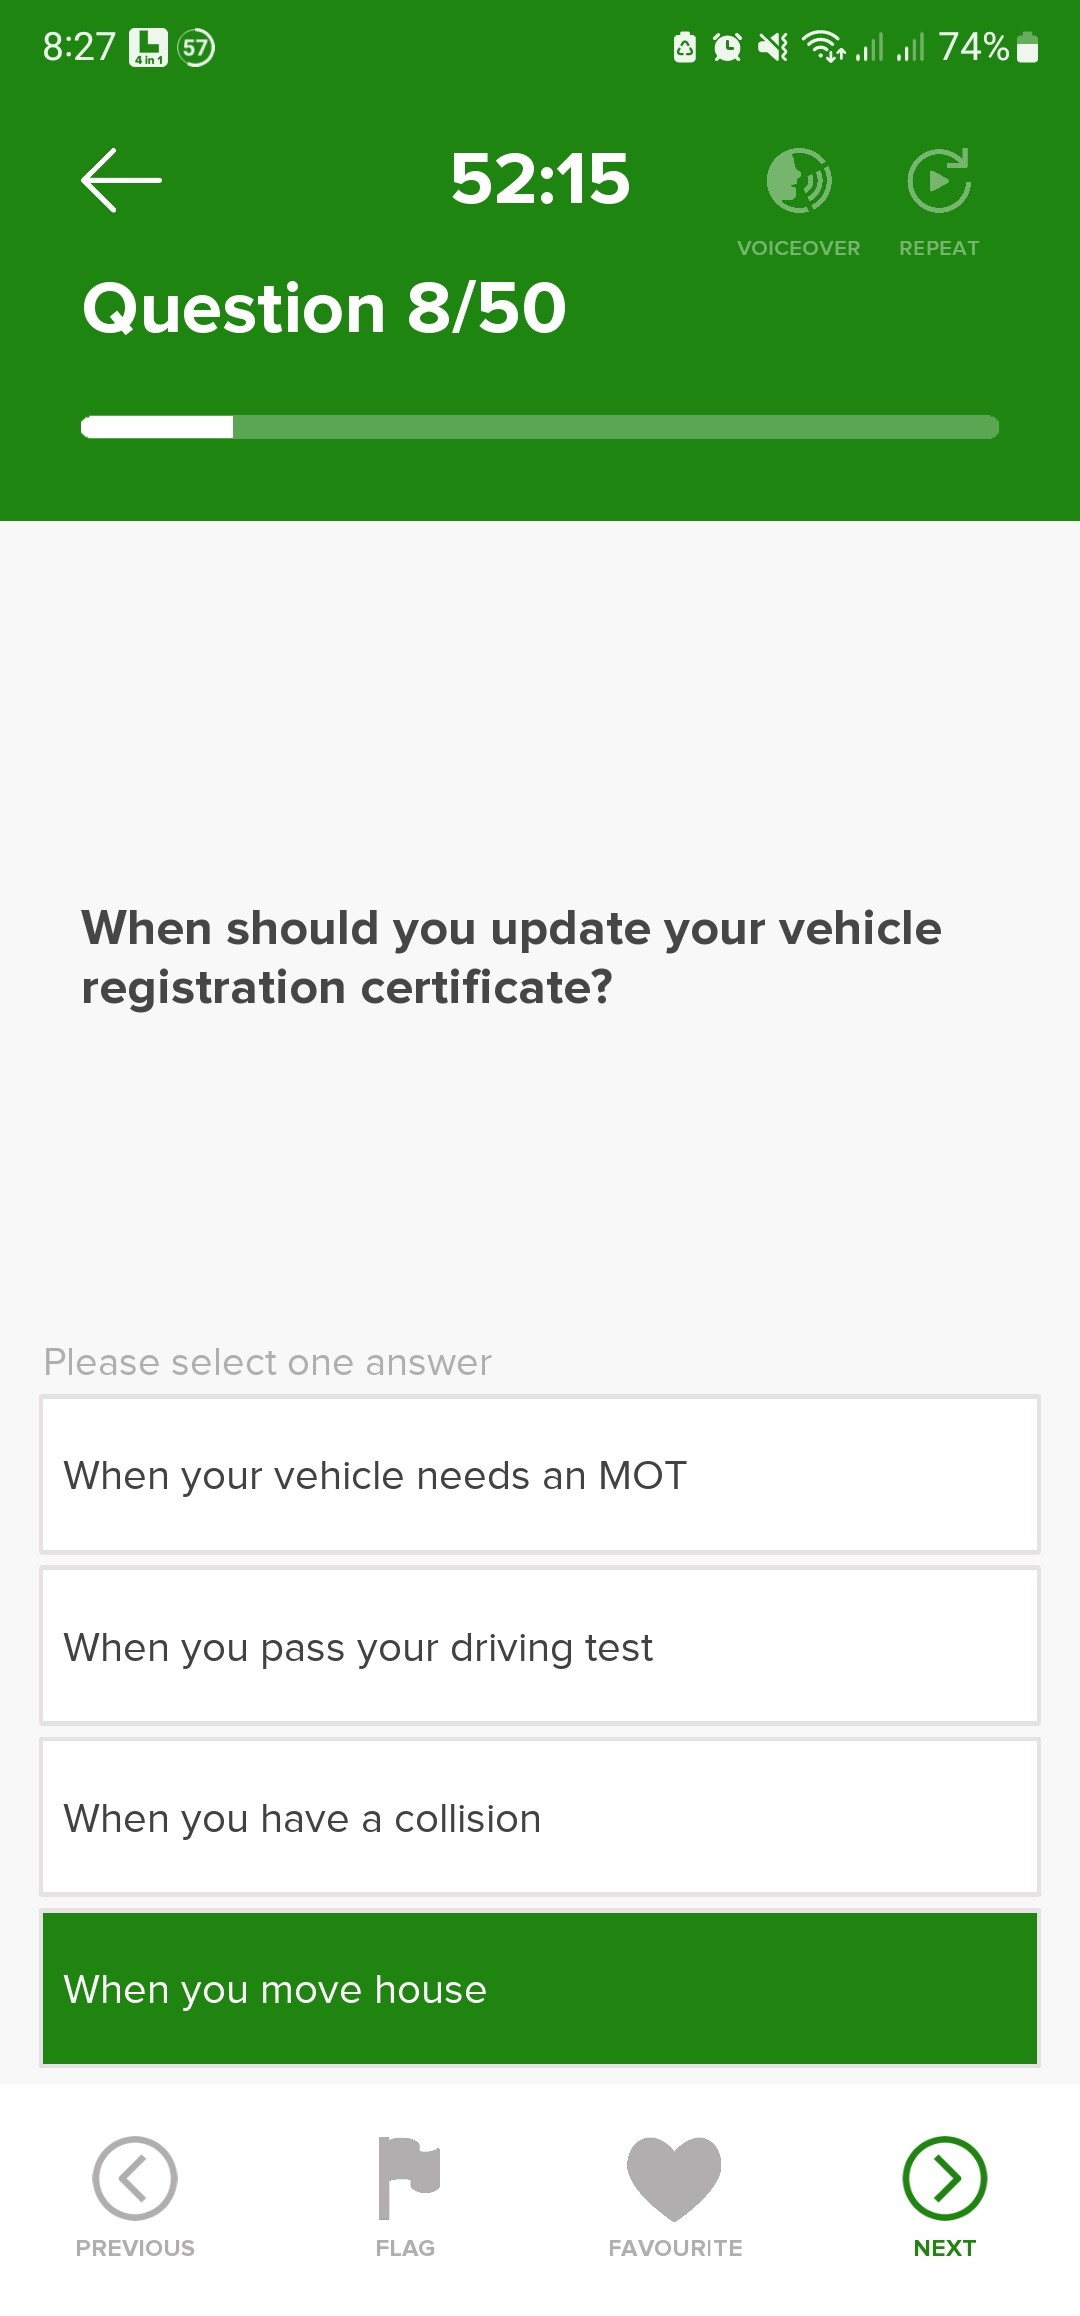 8:27 L 4 in 1 57 74%
52:15
VOICEOVER REPEAT
Question 8/50
When should you update your vehicle
registration certificate?
Please select one answer
When your vehicle needs an MOT
When you pass your driving test
When you have a collision
When you move house
PREVIOUS FLAG FAVOURITE NEXT